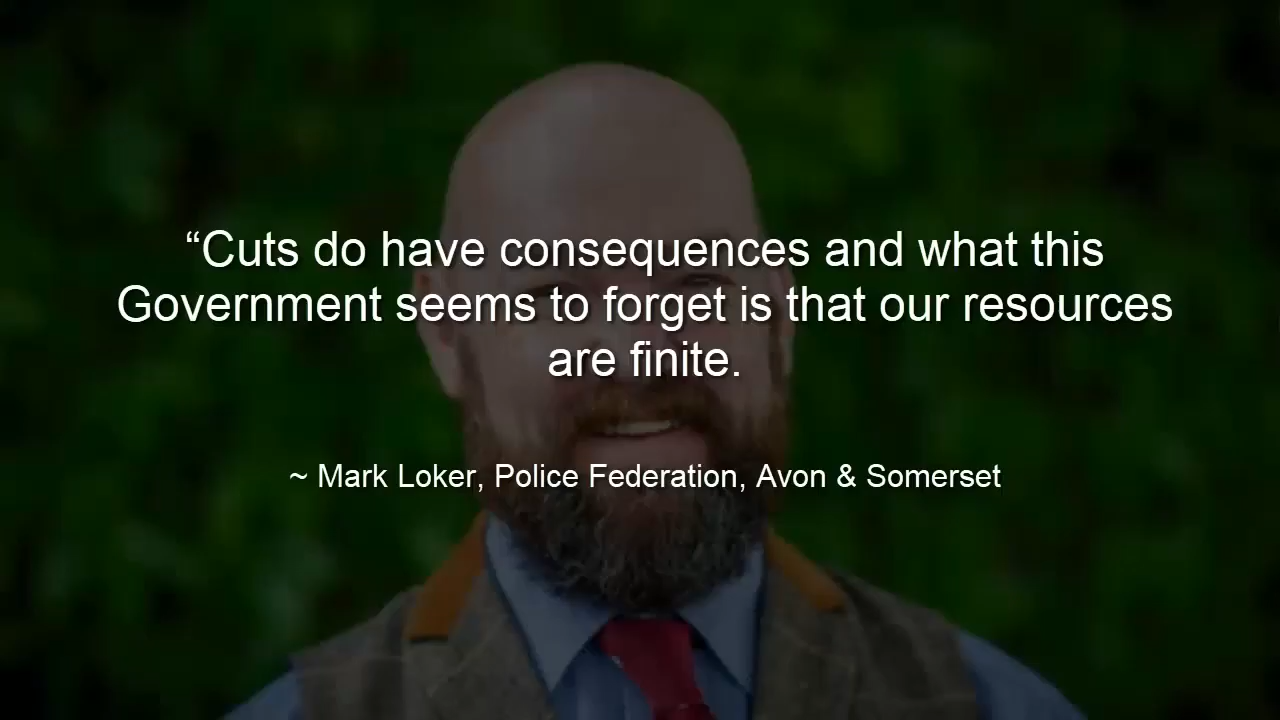 “Cuts do have consequences and what this
Government seems to forget is that our resources
are finite.
~ Mark Loker, Police Federation, Avon & Somerset